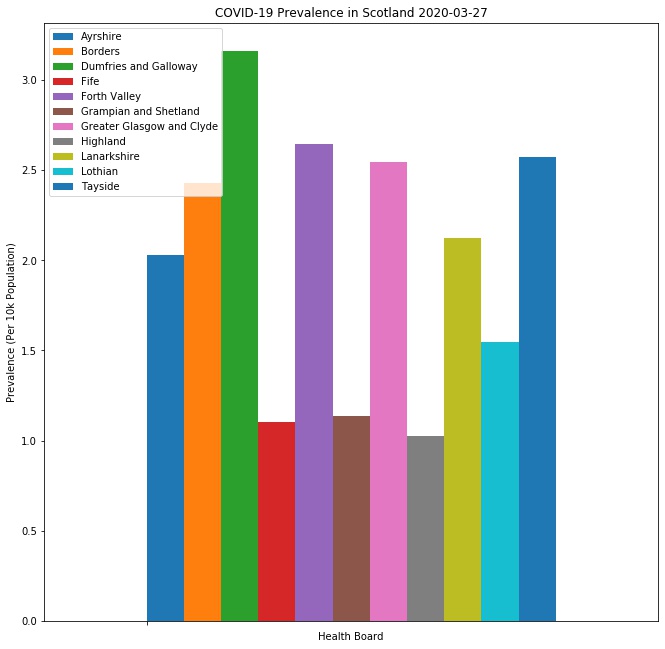 COVID-19 Prevalence in Scotland 2020-03-27
Ayrshire
Borders
Dumfries and Galloway
Fife
Forth Valley
Grampian and Shetland
Greater Glasgow and Clyde
Highland
Lanarkshire
Lothian
Tayside
3.0
2.5
2.0
1.5
1.0
0.5
0.0
Prevalence (Per 10k Population)
Health Board